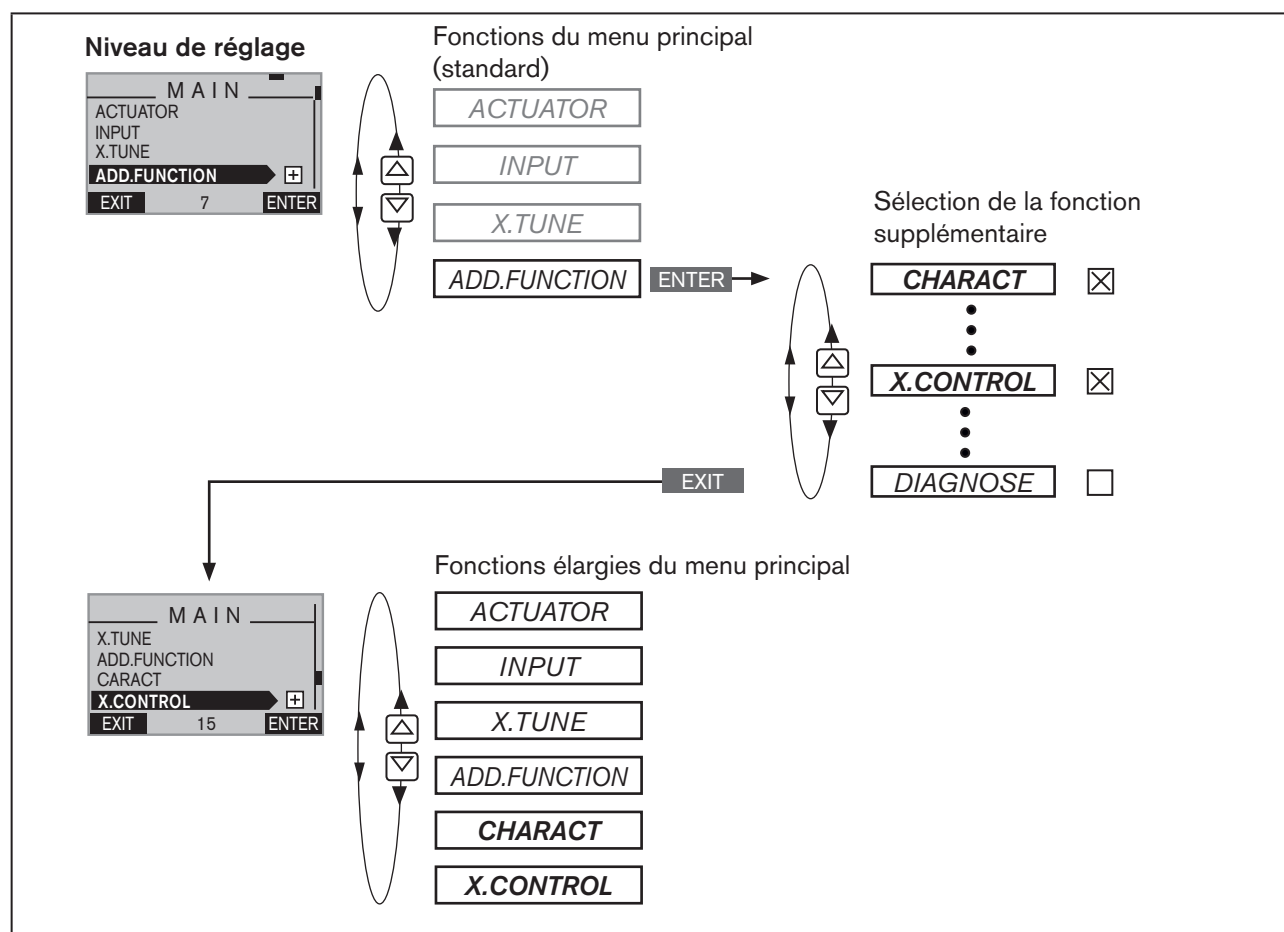 Niveau de réglage
MAIN
ACTUATOR
INPUT
X.TUNE
ADD.FUNCTION
EXIT 7 ENTER
Fonctions du menu principal
(standard)
ACTUATOR
INPUT
X.TUNE
ADD.FUNCTION ENTER
Sélection de la fonction
supplémentaire
CHARACT
X.CONTROL
DIAGNOSE
EXIT
MAIN
X.TUNE
ADD.FUNCTION
CARACT
X.CONTROL
EXIT 15 ENTER
Fonctions élargies du menu principal
ACTUATOR
INPUT
X.TUNE
ADD.FUNCTION
CHARACT
X.CONTROL